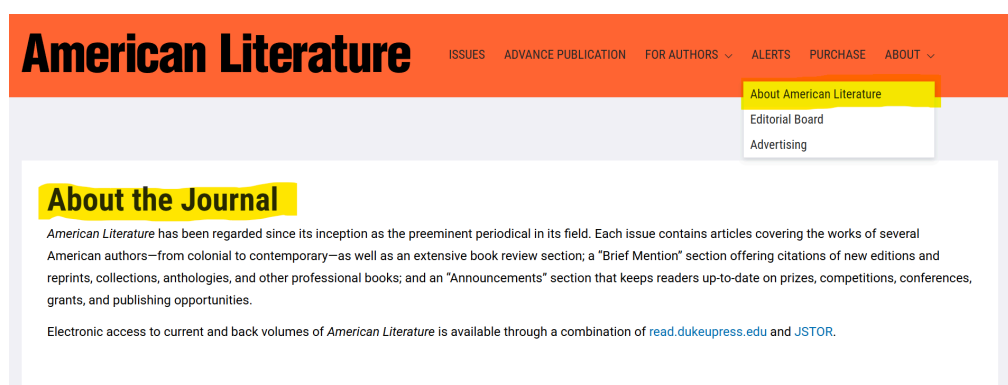 American Literature ISSUES ADVANCE PUBLICATION FOR AUTHORS ALERTS PURCHASE ABOUT
About American Literature
Editorial Board
Advertising
About the Journal
American Literature has been regarded since its inception as the preeminent periodical in its field. Each issue contains articles covering the works of several
American authors—from colonial to contemporary—as well as an extensive book review section; a “Brief Mention” section offering citations of new editions and
reprints, collections, anthologies, and other professional books; and an “Announcements” section that keeps readers up-to-date on prizes, competitions, conferences,
grants, and publishing opportunities.
Electronic access to current and back volumes of American Literature is available through a combination of read.dukeupress.edu and JSTOR.